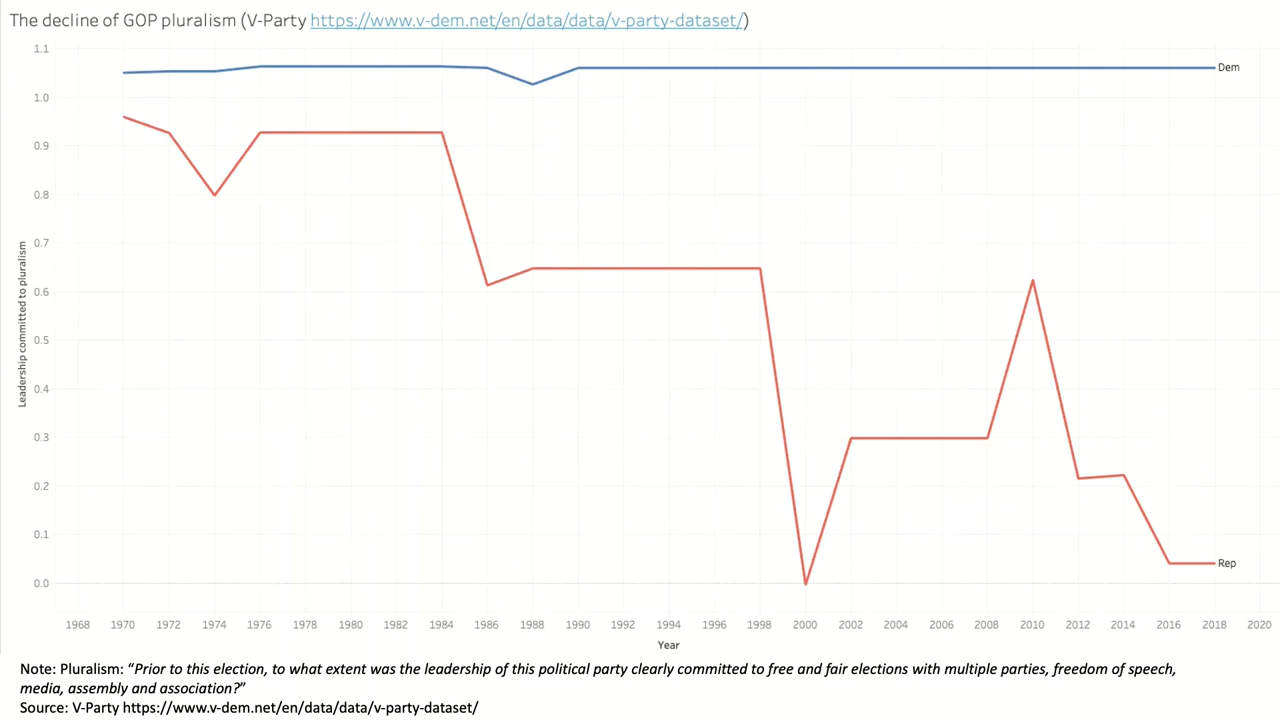 The decline of GOP pluralism (V-Party https://www.v-dem.net/en/data/data/v-party-dataset/)
1.1
1.0
0.9
0.8
0.7
0.6
0.5
0.4
0.3
0.2
0.1
0.0
Leadership committed to pluralism
Dem
Rep
1968 1970 1972 1974 1976 1978 1980 1982 1984 1986 1988 1990 1992 1994 1996 1998 2000 2002 2004 2006 2008 2010 2012 2014 2016 2018 2020
Year
Note: Pluralism: “Prior to this election, to what extent was the leadership of this political party clearly committed to free and fair elections with multiple parties, freedom of speech,
media, assembly and association?”
Source: V-Party https://www.v-dem.net/en/data/data/v-party-dataset/